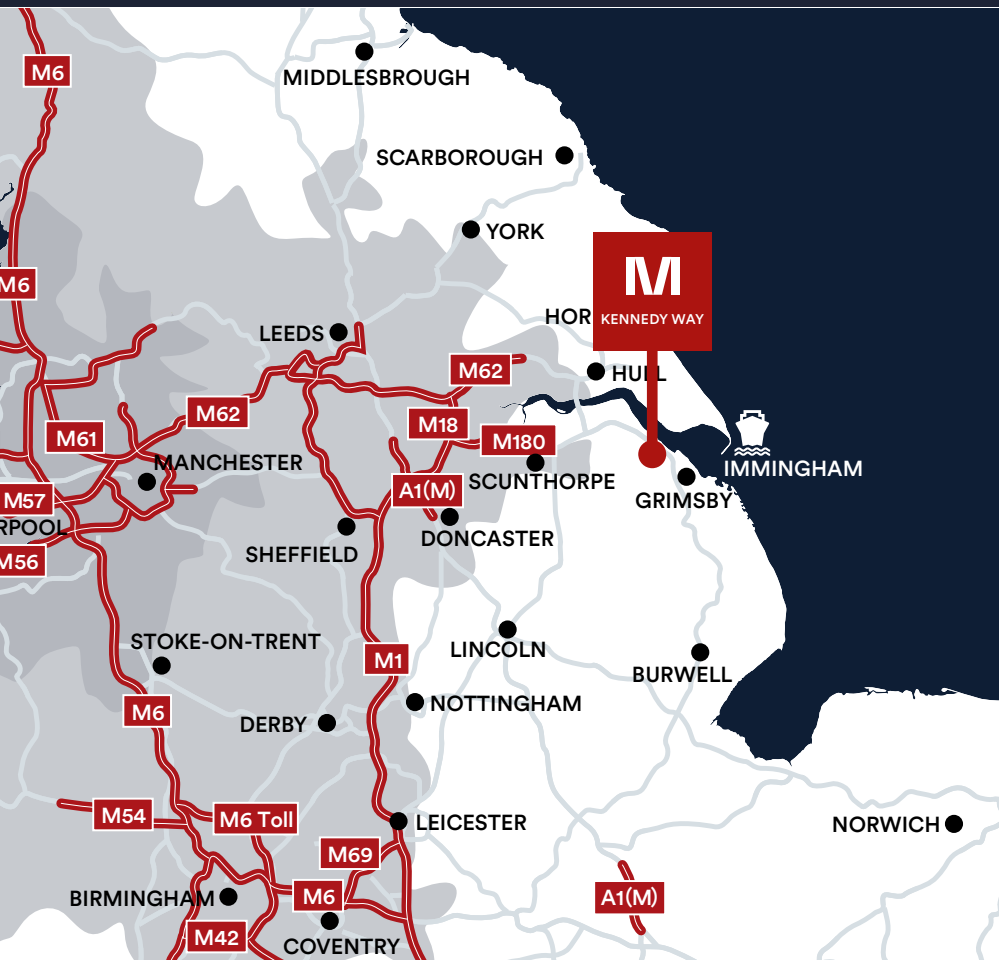 M6
MIDDLESBROUGH
SCARBOROUGH
YORK
M
KENNEDY WAY
M6
HOR
LEEDS
M62
HULL
M62
M18
M61
M180
MANCHESTER
IMMINGHAM
SCUNTHORPE
A1(M)
M57
GRIMSBY
RPOOL
DONCASTER
SHEFFIELD
M56
STOKE-ON-TRENT
LINCOLN
M1
BURWELL
NOTTINGHAM
M6
DERBY
M54
M6 Toll
LEICESTER
NORWICH
M69
BIRMINGHAM
M6
A1(M)
M42
COVENTRY